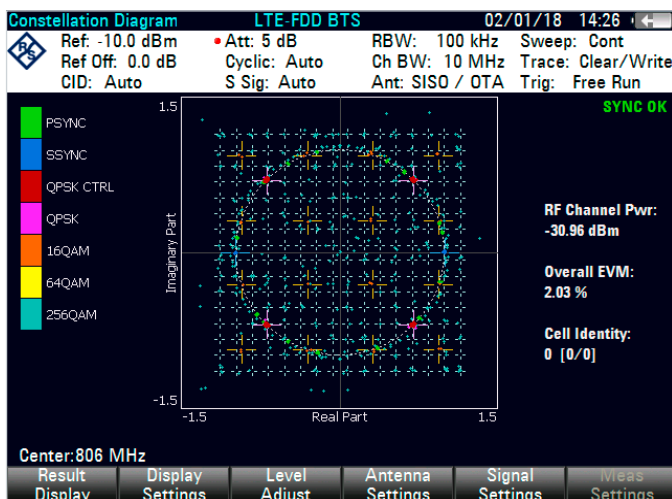 Constellation Diagram LTE-FDD BTS 02/01/18 14:26
R&S
Ref: -10.0 dBm Att: 5 dB RBW: 100 kHz Sweep: Cont
Ref Off: 0.0 dB Cyclic: Auto Ch BW: 10 MHz Trace: Clear/Write
CID: Auto S Sig: Auto Ant: SISO / OTA Trig: Free Run
SYNC OK
1.5
PSYNC
SSYNC
QPSK CTRL
QPSK
16QAM
64QAM
256QAM
Imaginary Part
-1.5
-1.5 Real Part 1.5
RF Channel Pwr:
-30.96 dBm
Overall EVM:
2.03 %
Cell Identity:
0 [0/0]
Center:806 MHz
Result Display Level Antenna Signal Meas
Display Settings Adjust Settings Settings Settings